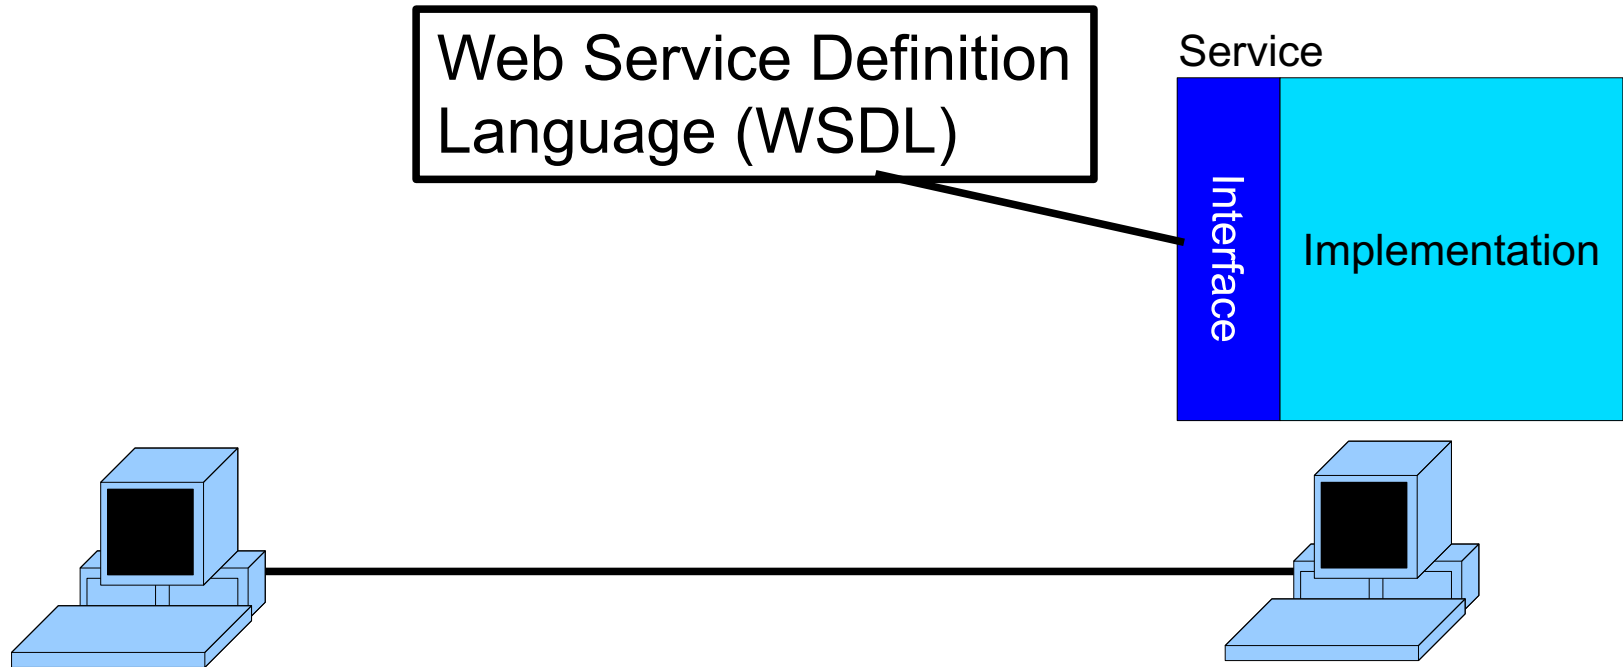 Web Service Definition
Language (WSDL)
Service
Interface
Implementation